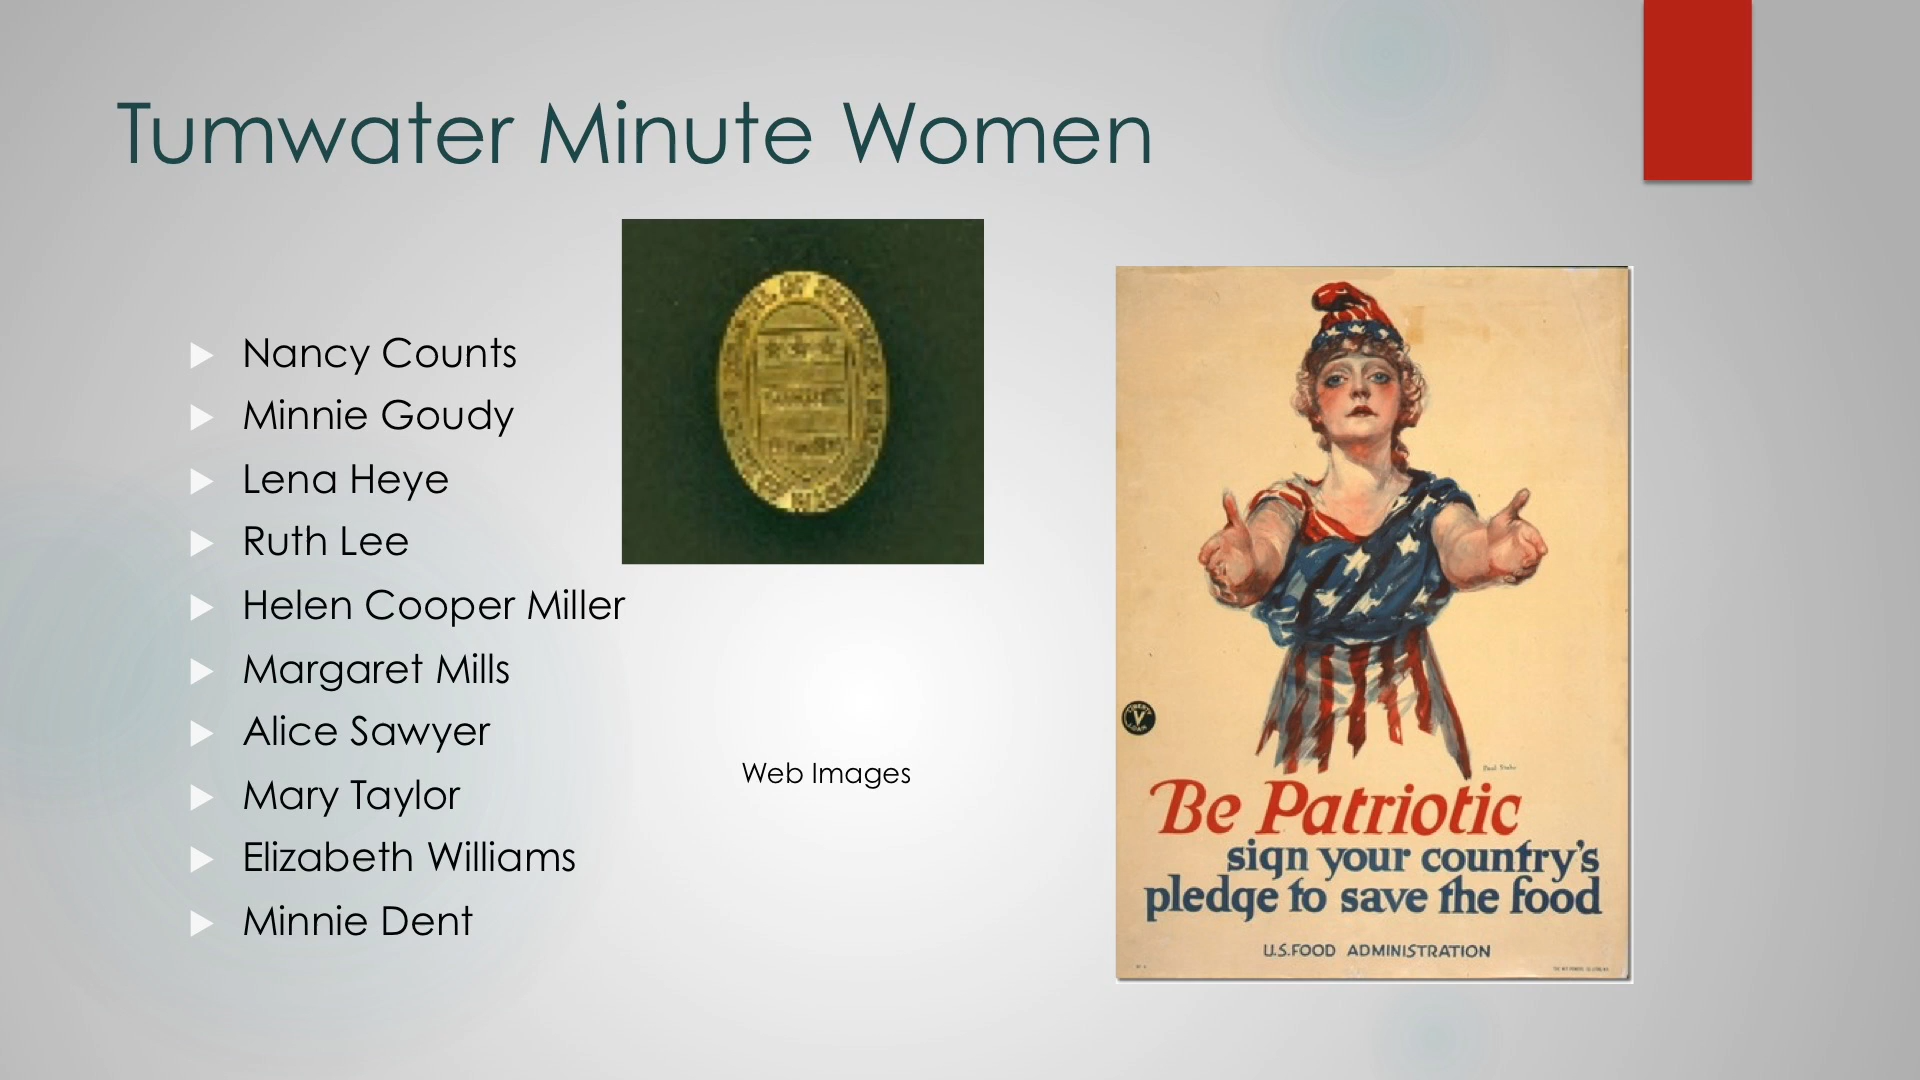 Tumwater Minute Women
Nancy Counts
Minnie Goudy
Lena Heye
Ruth Lee
Helen Cooper Miller
Margaret Mills
Alice Sawyer
Mary Taylor
Elizabeth Williams
Minnie Dent
Web Images
LIBERTY
V
LOAN
Be Patriotic
sign your country's
pledge to save the food
U.S. FOOD ADMINISTRATION